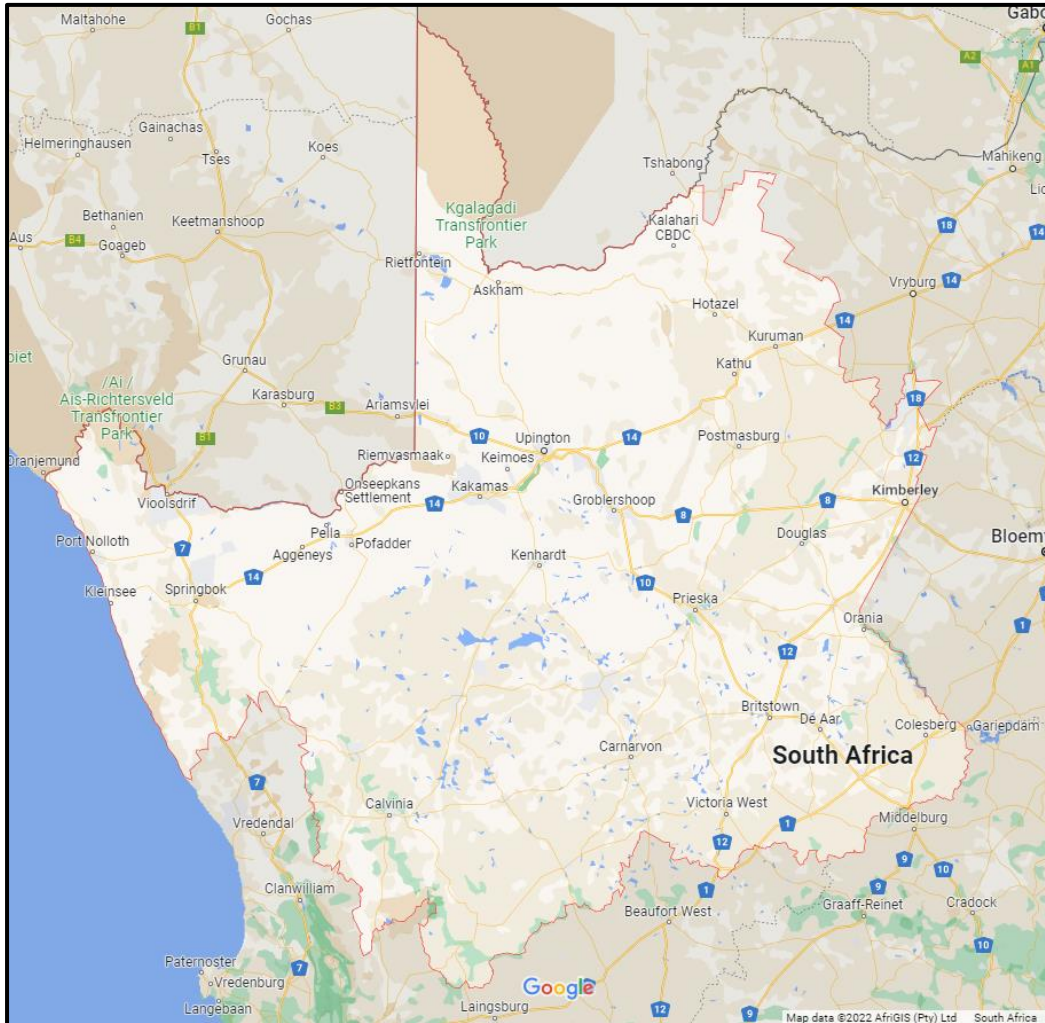 Maltahohe
B1
Gochas
Gabo
A2
A1
Gainachas
Helmeringhausen
Tses
Koes
Tshabong
Mahikeng
Bethanien
Keetmanshoop
Kgalagadi
Transfrontier
Park
Kalahari
CBDC
18
14
Aus
B4
Goageb
Rietfontein
Askham
Vryburg
14
Hotazel
14
Kuruman
Grunau
Kathu
/Ai /
Ais-Richtersveld
Transfrontier
Park
Karasburg
B3
Ariamsvlei
18
B1
10
Upington
14
Postmasburg
Riemvasmaak
Keimoes
12
Oranjemund
Onseepkans
Settlement
Kakamas
Kimberley
Vioolsdrif
14
Groblershoop
8
8
Pella
Pofadder
Douglas
Bloemf
Port Nolloth
7
Aggeneys
Kenhardt
14
10
Kleinsee
Springbok
Prieska
Orania
1
12
Britstown
De Aar
Colesberg
Gariepdam
Carnarvon
South Africa
7
Calvinia
Victoria West
1
Middelburg
Vredendal
12
9
10
Clanwilliam
1
9
Beaufort West
Graaff-Reinet
Cradock
10
Paternoster
7
Vredenburg
Google
Langebaan
Laingsburg
12
9
Map data ©2022 AfriGIS (Pty) Ltd
South Africa